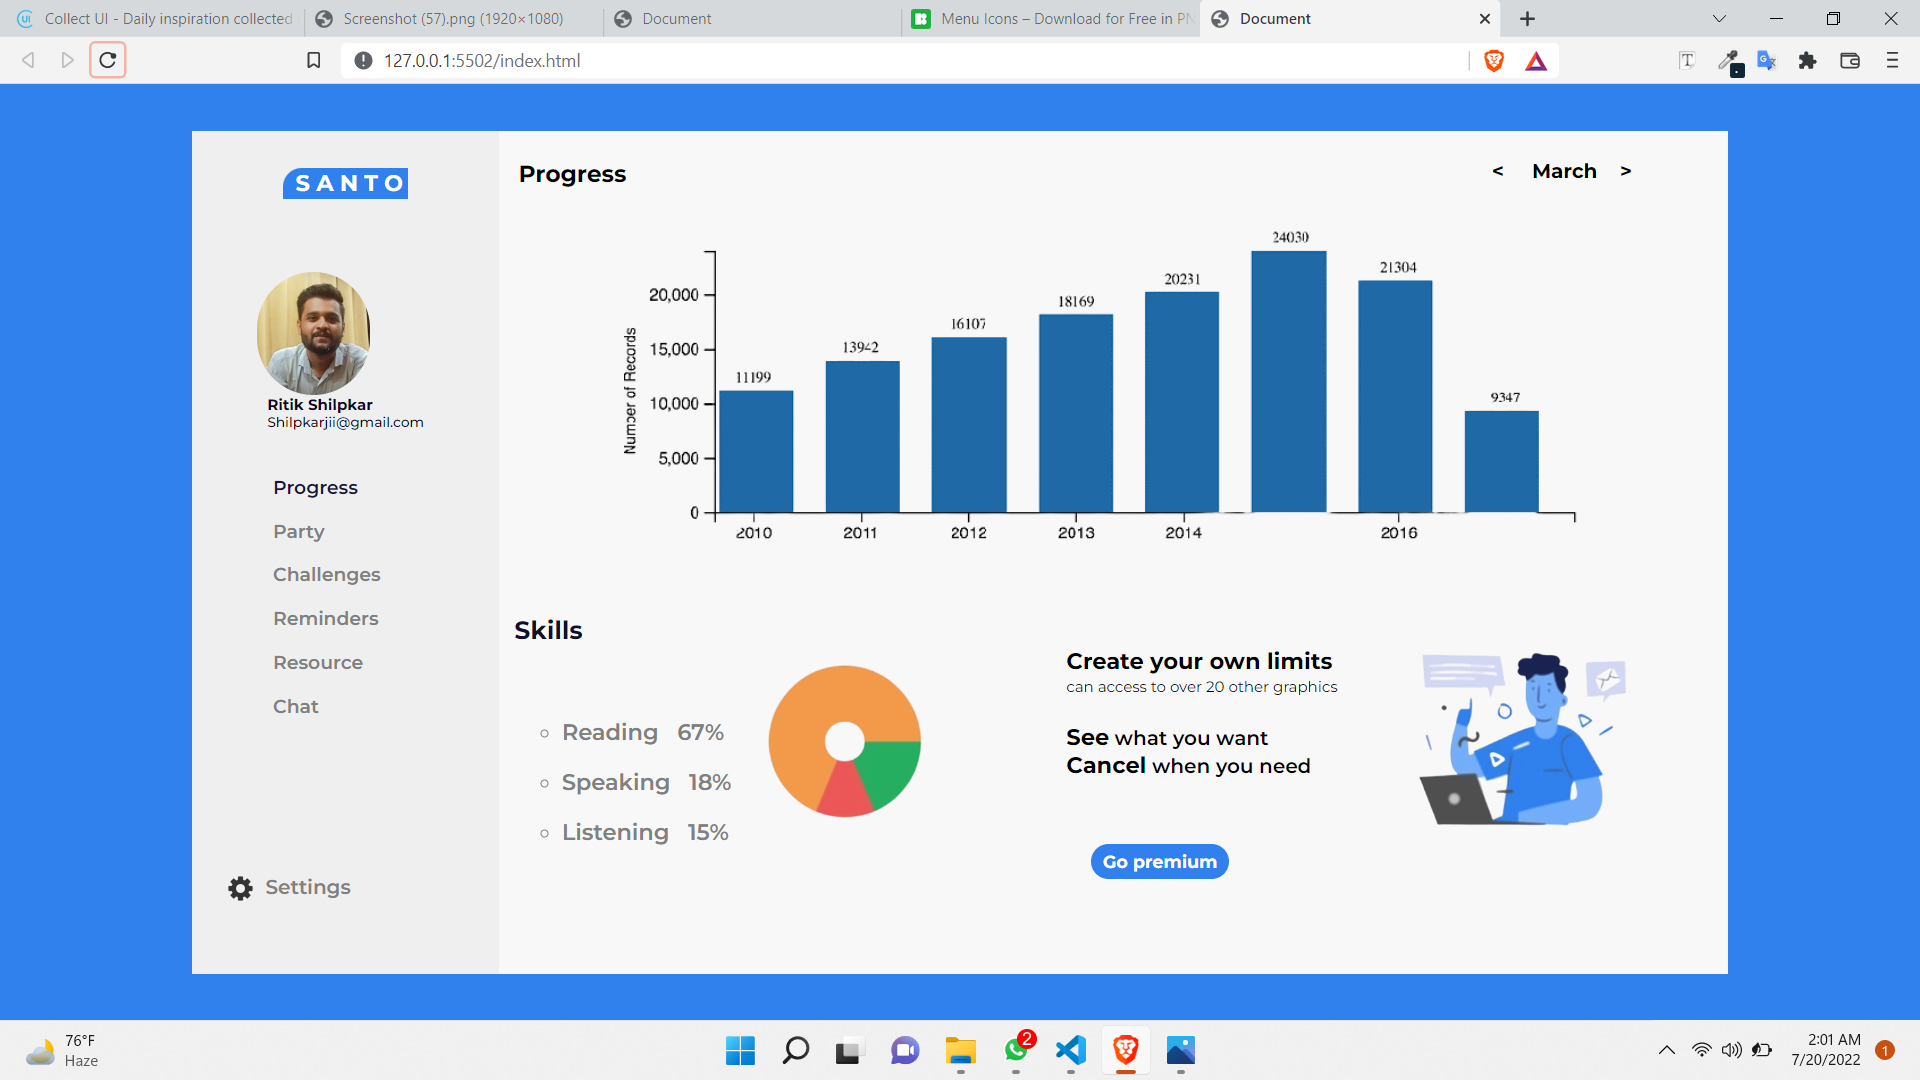 Collect UI - Daily inspiration collected
Screenshot (57).png (1920×1080)
Document
Menu Icons – Download for Free in PN
Document
127.0.0.1:5502/index.html
SANTO
Ritik Shilpkar
Shilpkarjii@gmail.com
Progress
Party
Challenges
Reminders
Resource
Chat
Settings
Progress
< March >
Number of Records
20,000
15,000
10,000
5,000
0
11199
13942
16107
18169
20231
24030
21304
9347
2010
2011
2012
2013
2014
2016
Skills
Reading 67%
Speaking 18%
Listening 15%
Create your own limits
can access to over 20 other graphics
See what you want
Cancel when you need
Go premium
76°F
Haze
2
2:01 AM
7/20/2022
1